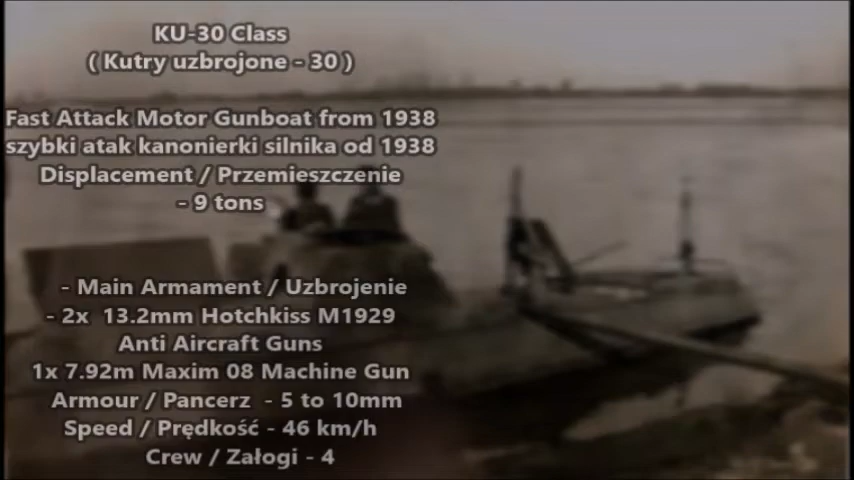 KU-30 Class
( Kutry uzbrojone - 30 )
Fast Attack Motor Gunboat from 1938
szybki atak kanonierki silnika od 1938
Displacement / Przemieszczenie
- 9 tons
- Main Armament / Uzbrojenie
- 2x 13.2mm Hotchkiss M1929
Anti Aircraft Guns
1x 7.92m Maxim 08 Machine Gun
Armour / Pancerz - 5 to 10mm
Speed / Prędkość - 46 km/h
Crew / Załogi - 4